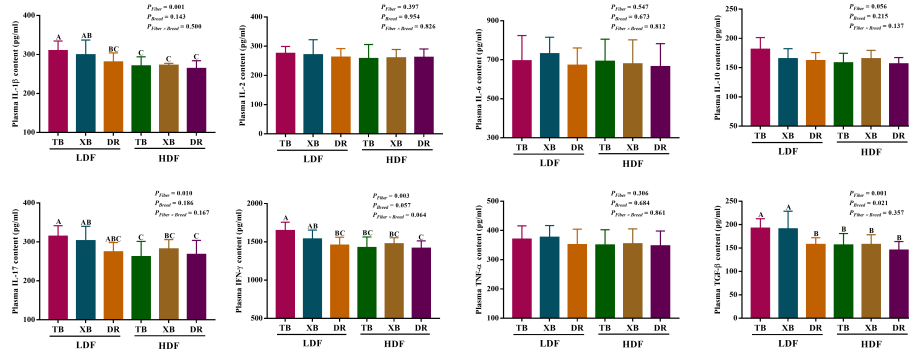 P Fiber = 0.001
P Breed = 0.143
P Fiber × Breed = 0.500
Plasma IL-1β content (pg/ml)
400
300
200
100
A AB BC C C C
TB XB DR TB XB DR
LDF HDF
P Fiber = 0.397
P Breed = 0.954
P Fiber × Breed = 0.826
Plasma IL-2 content (pg/ml)
400
300
200
100
0
TB XB DR TB XB DR
LDF HDF
P Fiber = 0.547
P Breed = 0.673
P Fiber × Breed = 0.812
Plasma IL-6 content (pg/ml)
900
700
500
300
TB XB DR TB XB DR
LDF HDF
P Fiber = 0.056
P Breed = 0.215
P Fiber × Breed = 0.137
Plasma IL-10 content (pg/ml)
200
150
100
50
TB XB DR TB XB DR
LDF HDF
P Fiber = 0.010
P Breed = 0.186
P Fiber × Breed = 0.167
Plasma IL-17 content (pg/ml)
400
300
200
100
A AB ABC C BC C
TB XB DR TB XB DR
LDF HDF
P Fiber = 0.003
P Breed = 0.057
P Fiber × Breed = 0.064
Plasma IFN-γ content (pg/ml)
2000
1500
1000
500
A AB BC BC BC C
TB XB DR TB XB DR
LDF HDF
P Fiber = 0.306
P Breed = 0.684
P Fiber × Breed = 0.861
Plasma TNF-α content (pg/ml)
400
300
200
100
TB XB DR TB XB DR
LDF HDF
P Fiber = 0.001
P Breed = 0.021
P Fiber × Breed = 0.357
Plasma TGF-β content (pg/ml)
250
200
150
100
50
0
A A B B B B
TB XB DR TB XB DR
LDF HDF